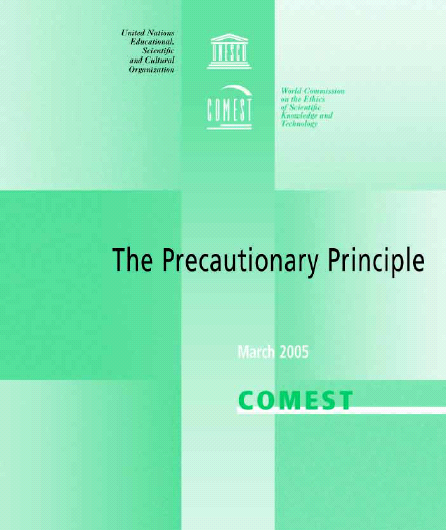 United Nations
Educational,
Scientific
and Cultural
Organization
UNESCO
COMEST
World Commission
on the Ethics
of Scientific
Knowledge and
Technology
The Precautionary Principle
March 2005
COMEST